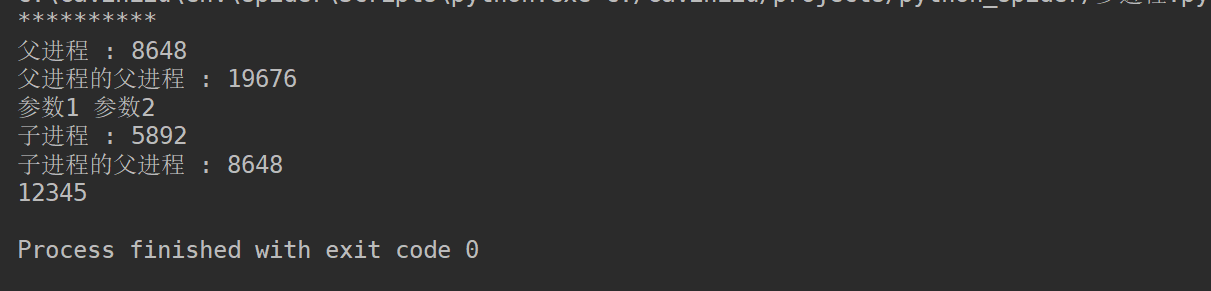 **********
父进程 : 8648
父进程的父进程 : 19676
参数1 参数2
子进程 : 5892
子进程的父进程 : 8648
12345
Process finished with exit code 0